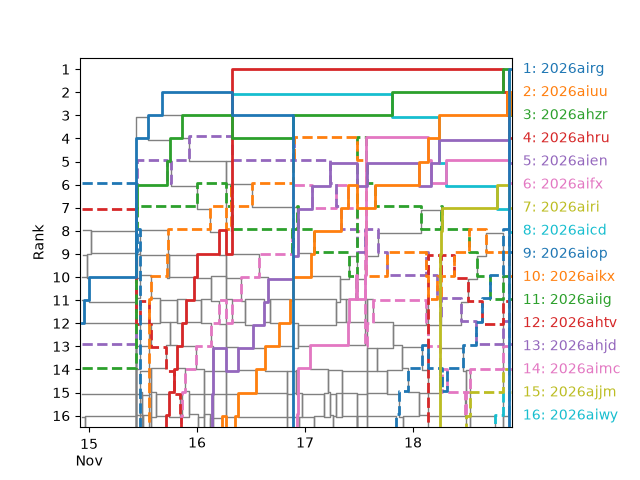 1
2
3
4
5
6
7
8
9
10
11
12
13
14
15
16
Rank
15
16
17
18
Nov
1: 2026airg
2: 2026aiuu
3: 2026ahzr
4: 2026ahru
5: 2026aien
6: 2026aifx
7: 2026airi
8: 2026aicd
9: 2026aiop
10: 2026aikx
11: 2026aiig
12: 2026ahtv
13: 2026ahjd
14: 2026aimc
15: 2026ajjm
16: 2026aiwy